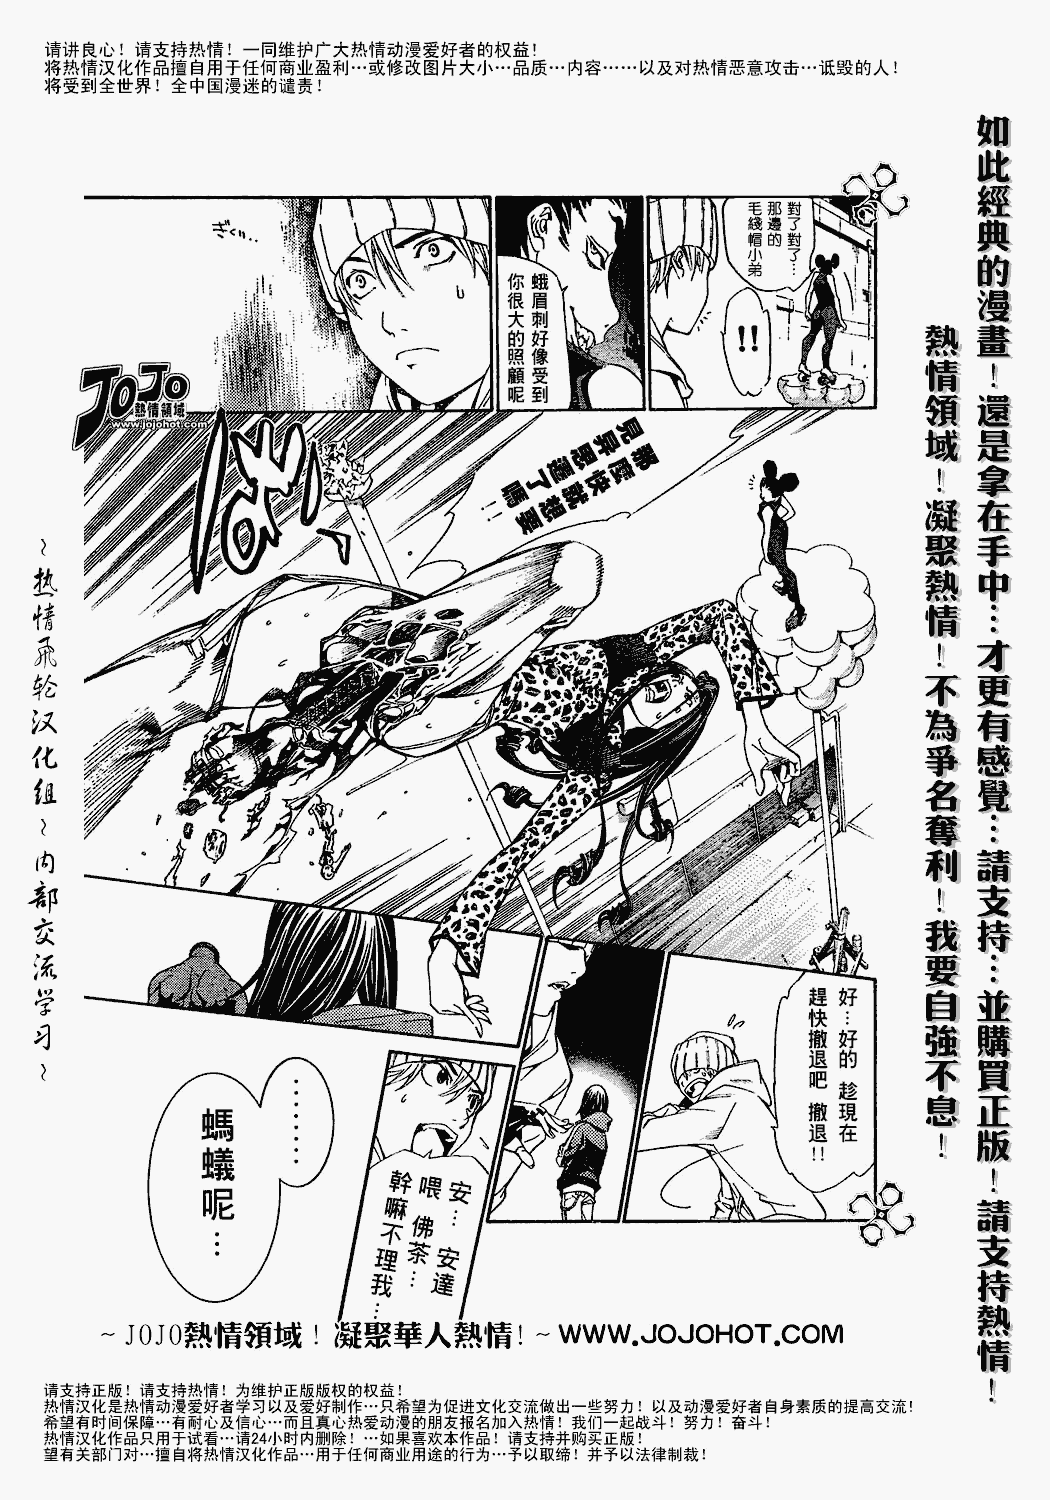 请讲良心！请支持热情！一同维护广大热情动漫爱好者的权益！
将热情汉化作品擅自用于任何商业盈利…或修改图片大小…品质…内容……以及对热情恶意攻击…诋毁的人！
将受到全世界！全中国漫迷的谴责！
如此經典的漫畫！還是拿在手中…才更有感覺…請支持…並購買正版！請支持熱情！
熱情領域！凝聚熱情！不為爭名奪利！我要自強不息！
對了對了…
那邊的
毛綫帽小弟
!!
蛾眉刺好像受到
你很大的照顧呢
ざくっ..
JOJO
熱情領域
www.jojohot.com
~热情飛轮汉化组~内部交流学习~
好…好的 趁現在
趕快撤退吧 撤退!!
安… 安達
喂 佛茶…
幹嘛不理我…
………
螞蟻呢…
~JOJO熱情領域！凝聚華人熱情!~WWW.JOJOHOT.COM
请支持正版！请支持热情！为维护正版版权的权益！
热情汉化是热情动漫爱好者学习以及爱好制作…只希望为促进文化交流做出一些努力！以及动漫爱好者自身素质的提高交流！
希望有时间保障…有耐心及信心…而且真心热爱动漫的朋友报名加入热情！我们一起战斗！努力！奋斗！
热情汉化作品只用于试看…请24小时内删除！…如果喜欢本作品！请支持并购买正版！
望有关部门对…擅自将热情汉化作品…用于任何商业用途的行为…予以取缔！并予以法律制裁！